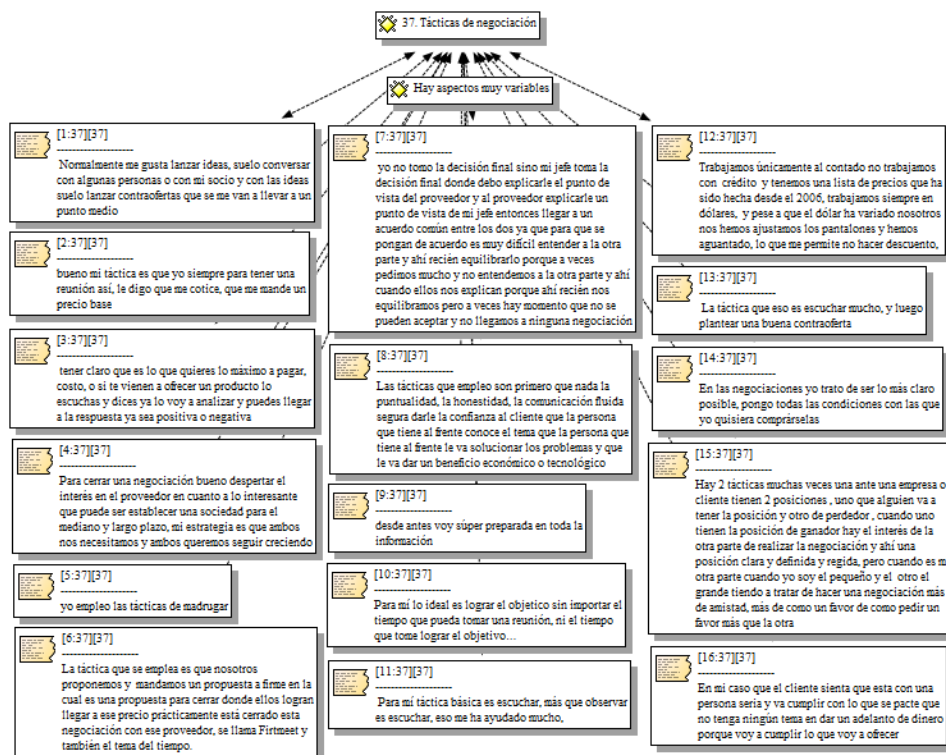 37. Tácticas de negociación
Hay aspectos muy variables
[1:37][37]
--------------------
Normalmente me gusta lanzar ideas, suelo conversar
con algunas personas o con mi socio y con las ideas
suelo lanzar contraofertas que se me van a llevar a un
punto medio
[2:37][37]
--------------------
bueno mi táctica es que yo siempre para tener una
reunión así, le digo que me cotice, que me mande un
precio base
[3:37][37]
--------------------
tener claro que es lo que quieres lo máximo a pagar,
costo, o si te vienen a ofrecer un producto lo
escuchas y dices ya lo voy a analizar y puedes llegar
a la respuesta ya sea positiva o negativa
[4:37][37]
--------------------
Para cerrar una negociación bueno despertar el
interés en el proveedor en cuanto a lo interesante
que puede ser establecer una sociedad para el
mediano y largo plazo, mi estrategia es que ambos
nos necesitamos y ambos queremos seguir creciendo
[5:37][37]
--------------------
yo empleo las tácticas de madrugar
[6:37][37]
--------------------
La táctica que se emplea es que nosotros
proponemos y mandamos un propuesta a firme en la
cual es una propuesta para cerrar donde ellos logran
llegar a ese precio prácticamente está cerrado esta
negociación con ese proveedor, se llama Firtmeet y
también el tema del tiempo.
[7:37][37]
--------------------
yo no tomo la decisión final sino mi jefe toma la
decisión final donde debo explicarle el punto de
vista del proveedor y al proveedor explicarle un
punto de vista de mi jefe entonces llegar a un
acuerdo común entre los dos ya que para que se
pongan de acuerdo es muy difícil entender a la otra
parte y ahí recién equilibrarlo porque a veces
pedimos mucho y no entendemos a la otra parte y ahí
cuando ellos nos explican porque ahí recién nos
equilibramos pero a veces hay momento que no se
pueden aceptar y no llegamos a ninguna negociación
[8:37][37]
--------------------
Las tácticas que empleo son primero que nada la
puntualidad, la honestidad, la comunicación fluida
segura darle la confianza al cliente que la persona
que tiene al frente conoce el tema que la persona que
tiene al frente le va solucionar los problemas y que
le va dar un beneficio económico o tecnológico
[9:37][37]
--------------------
desde antes voy súper preparada en toda la
información
[10:37][37]
--------------------
Para mí lo ideal es lograr el objetico sin importar el
tiempo que pueda tomar una reunión, ni el tiempo
que tome lograr el objetivo…
[11:37][37]
--------------------
Para mí táctica básica es escuchar, más que observar
es escuchar, eso me ha ayudado mucho,
[12:37][37]
--------------------
Trabajamos únicamente al contado no trabajamos
con crédito y tenemos una lista de precios que ha
sido hecha desde el 2006, trabajamos siempre en
dólares, y pese a que el dólar ha variado nosotros
nos hemos ajustamos los pantalones y hemos
aguantado, lo que me permite no hacer descuento,
[13:37][37]
--------------------
La táctica que eso es escuchar mucho, y luego
plantear una buena contraoferta
[14:37][37]
--------------------
En las negociaciones yo trato de ser lo más claro
posible, pongo todas las condiciones con las que
yo quisiera comprárselas
[15:37][37]
--------------------
Hay 2 tácticas muchas veces una ante una empresa o
cliente tienen 2 posiciones , uno que alguien va a
tener la posición y otro de perdedor , cuando uno
tienen la posición de ganador hay el interés de la
otra parte de realizar la negociación y ahí una
posición clara y definida y regida, pero cuando es m
otra parte cuando yo soy el pequeño y el otro el
grande tiendo a tratar de hacer una negociación más
de amistad, más de como un favor de como pedir un
favor más que la otra
[16:37][37]
--------------------
En mi caso que el cliente sienta que esta con una
persona seria y va cumplir con lo que se pacte que
no tenga ningún tema en dar un adelanto de dinero
porque voy a cumplir lo que voy a ofrecer